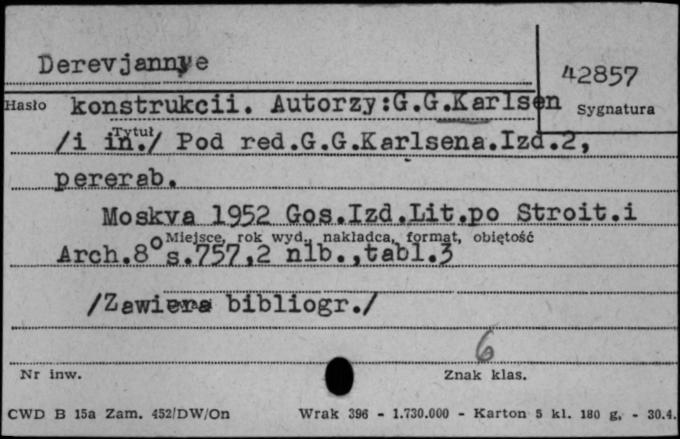 Derevjannye
42857
Hasło konstrukcii. Autorzy:G.G.Karlsen
Sygnatura
Tytuł
/i in./ Pod red.G.G.Karlsena.Izd.2,
pererab.
Moskva 1952 Gos.Izd.Lit.po Stroit.i
Miejsce, rok wyd., nakładca, format, objętość
Arch.8° s.757,2 nlb.,tabl.3
/Zawiera bibliogr./
6
Nr inw.
Znak klas.
CWD B 15a Zam. 452/DW/On Wrak 396 - 1.730.000 - Karton 5 kl. 180 g, - 30.4.